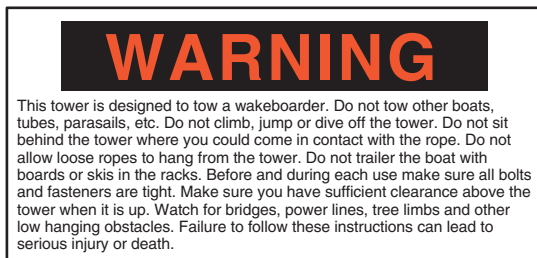 WARNING
This tower is designed to tow a wakeboarder. Do not tow other boats,
tubes, parasails, etc. Do not climb, jump or dive off the tower. Do not sit
behind the tower where you could come in contact with the rope. Do not
allow loose ropes to hang from the tower. Do not trailer the boat with
boards or skis in the racks. Before and during each use make sure all bolts
and fasteners are tight. Make sure you have sufficient clearance above the
tower when it is up. Watch for bridges, power lines, tree limbs and other
low hanging obstacles. Failure to follow these instructions can lead to
serious injury or death.